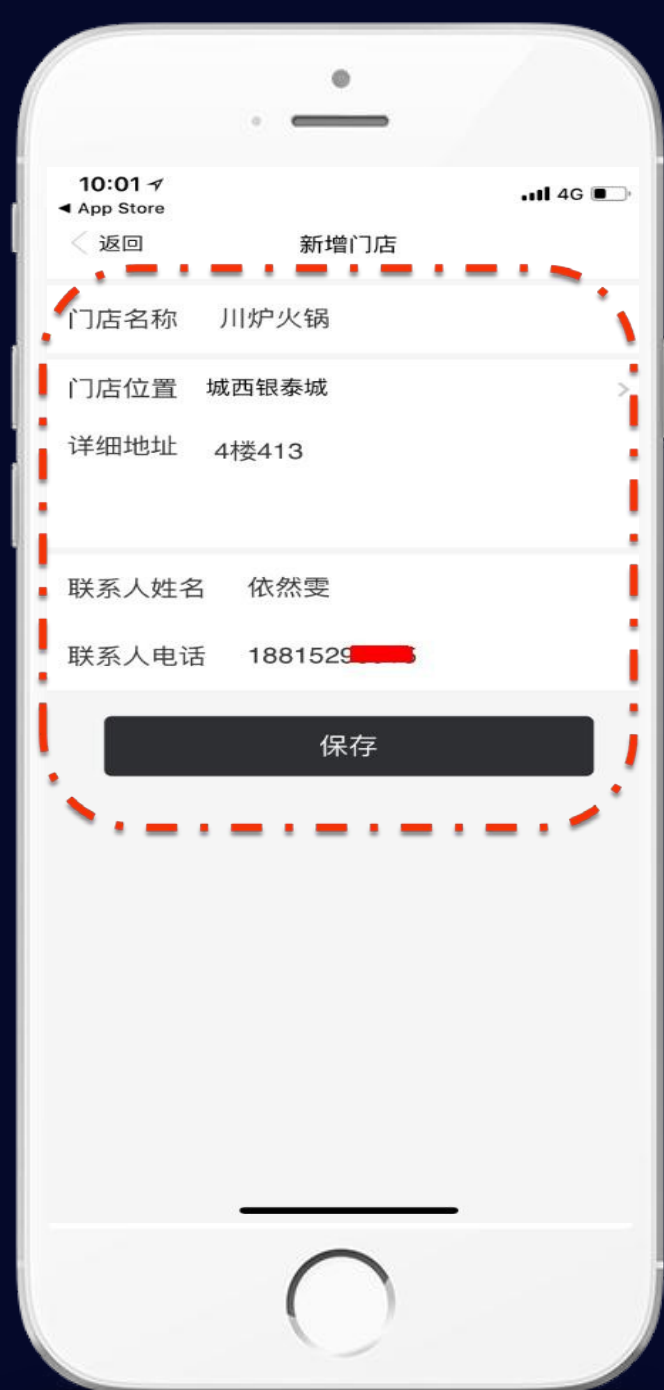 10:01
App Store
4G
返回
新增门店
门店名称 川炉火锅
门店位置 城西银泰城
详细地址 4楼413
联系人姓名 依然雯
联系人电话 1881529
保存